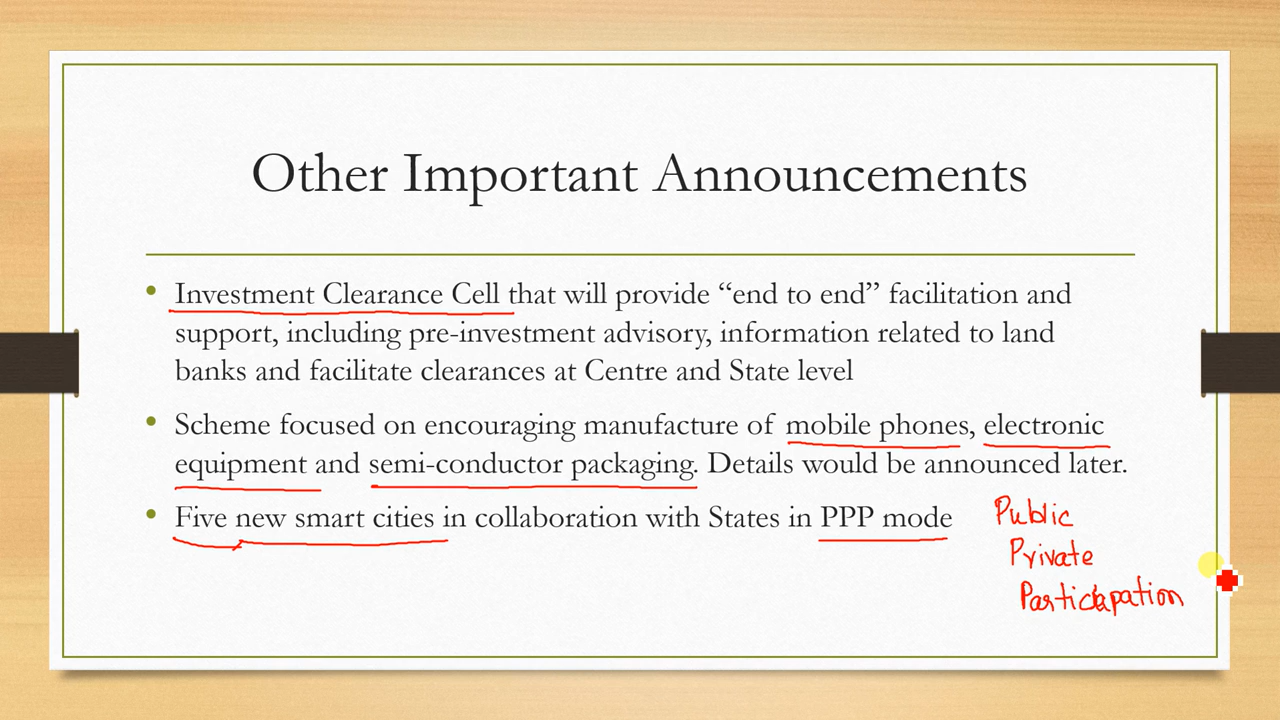 Other Important Announcements
• Investment Clearance Cell that will provide “end to end” facilitation and
support, including pre-investment advisory, information related to land
banks and facilitate clearances at Centre and State level
• Scheme focused on encouraging manufacture of mobile phones, electronic
equipment and semi-conductor packaging. Details would be announced later.
• Five new smart cities in collaboration with States in PPP mode
Public
Private
Participation